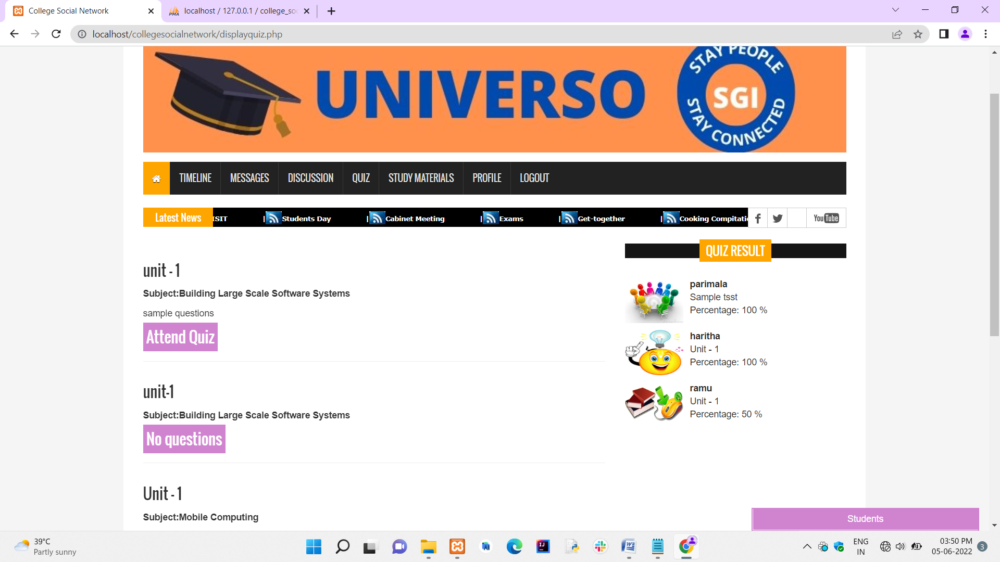 College Social Network
PMA
localhost / 127.0.0.1 / college_so
localhost/collegesocialnetwork/displayquiz.php
UNIVERSO
STAY PEOPLE
SGI
STAY CONNECTED
TIMELINE MESSAGES DISCUSSION QUIZ STUDY MATERIALS PROFILE LOGOUT
Latest News ISIT | Students Day | Cabinet Meeting | Exams | Get-together | Cooking Compitati
You Tube
QUIZ RESULT
unit - 1
Subject:Building Large Scale Software Systems
sample questions
Attend Quiz
unit-1
Subject:Building Large Scale Software Systems
No questions
Unit - 1
Subject:Mobile Computing
parimala
Sample tsst
Percentage: 100 %
haritha
Unit - 1
Percentage: 100 %
ramu
Unit - 1
Percentage: 50 %
Students
39°C
Partly sunny
ENG
IN
03:50 PM
05-06-2022
3